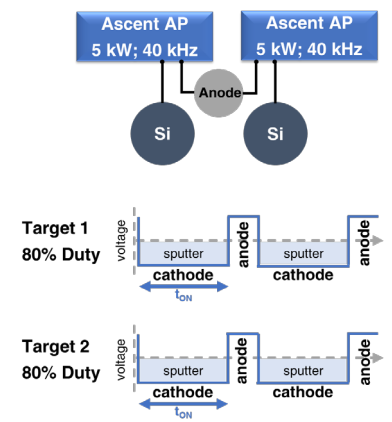 Ascent AP
5 kW; 40 kHz
Ascent AP
5 kW; 40 kHz
Anode
Si
Si
Target 1
80% Duty
voltage
sputter
cathode
anode
sputter
cathode
anode
tON
Target 2
80% Duty
voltage
sputter
cathode
anode
sputter
cathode
anode
tON